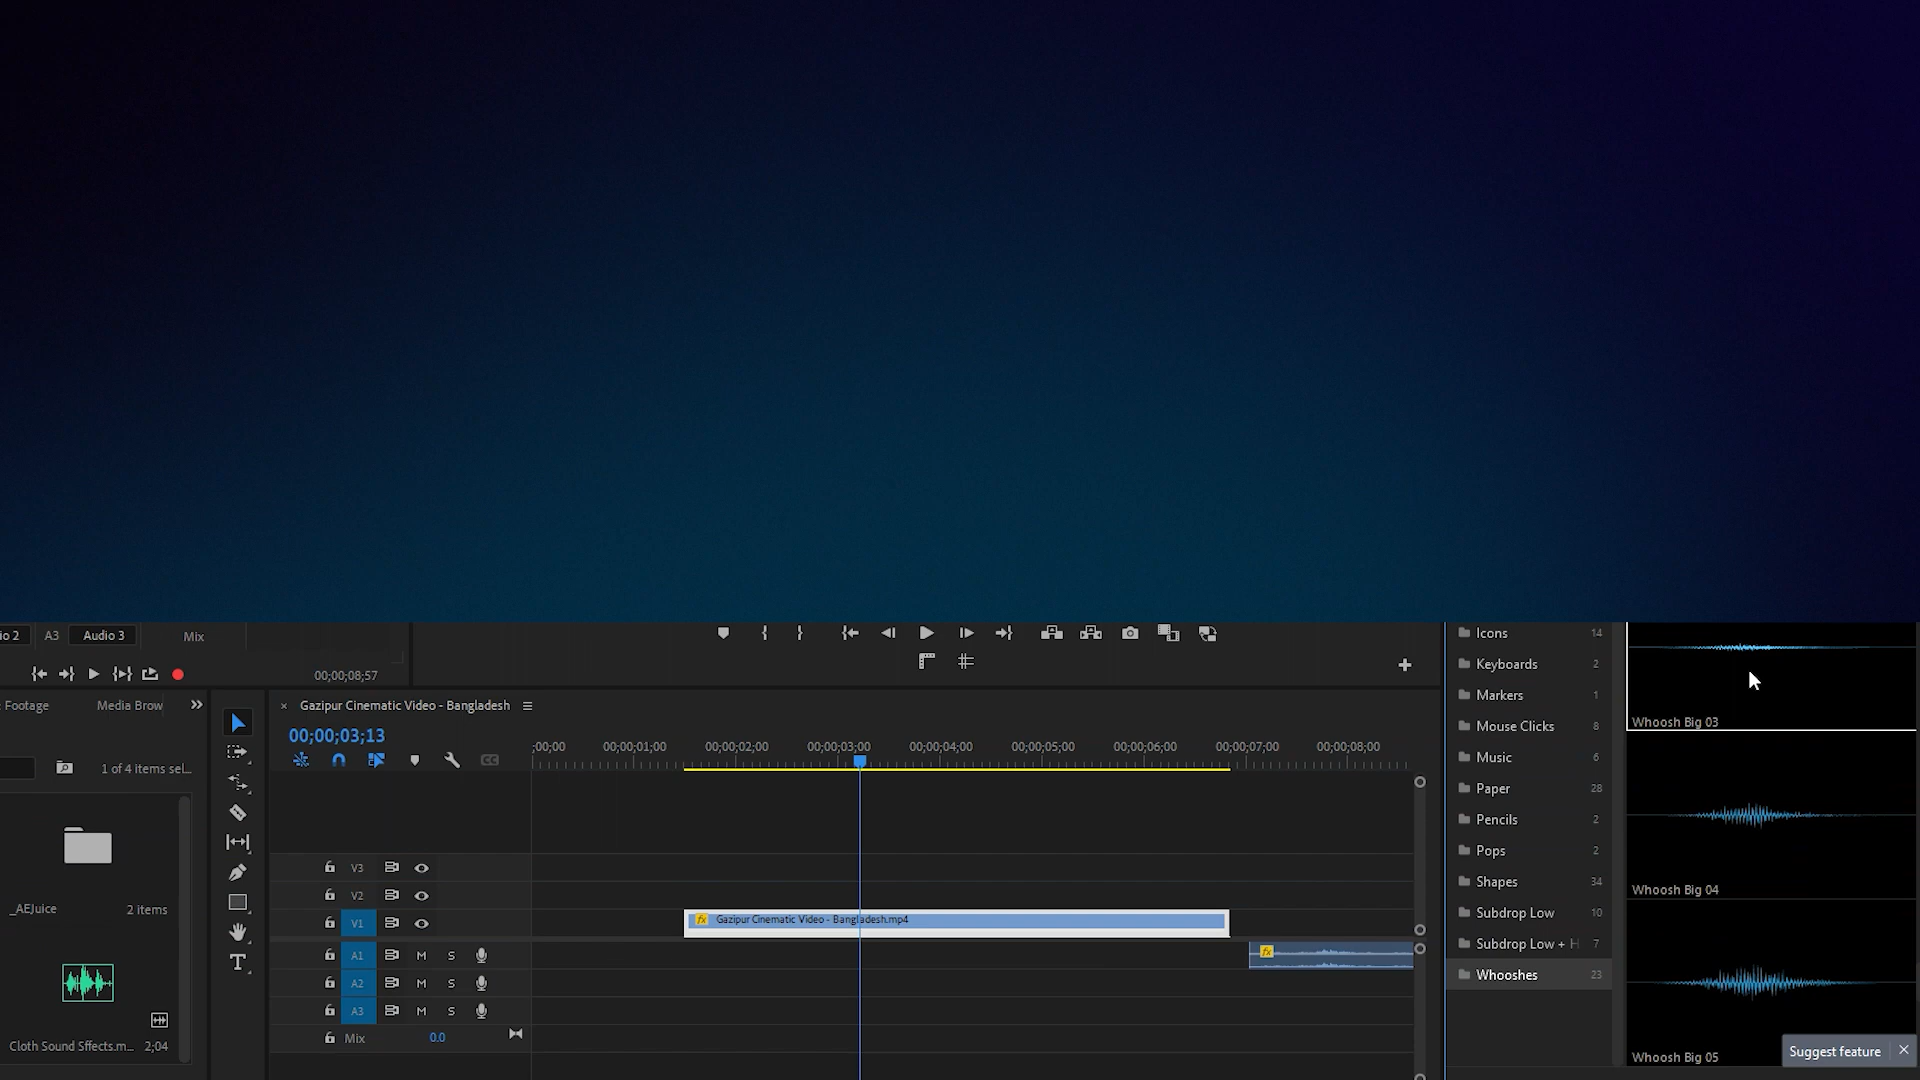 io 2 A3 Audio 3 Mix
00;00;08;57
: Footage Media Brow
1 of 4 items sel...
_AEJuice 2 items
Cloth Sound Sffects.m... 2;04
× Gazipur Cinematic Video - Bangladesh
00;00;03;13
;00;00 00;00;01;00 00;00;02;00 00;00;03;00 00;00;04;00 00;00;05;00 00;00;06;00 00;00;07;00 00;00;08;00
V3
V2
V1
fx Gazipur Cinematic Video - Bangladesh.mp4
A1 M S
fx
A2 M S
A3 M S
Mix 0.0
Icons 14
Keyboards 2
Markers 1
Mouse Clicks 8
Music 6
Paper 28
Pencils 2
Pops 2
Shapes 34
Subdrop Low 10
Subdrop Low + H 7
Whooshes 23
Whoosh Big 03
Whoosh Big 04
Whoosh Big 05
Suggest feature ×